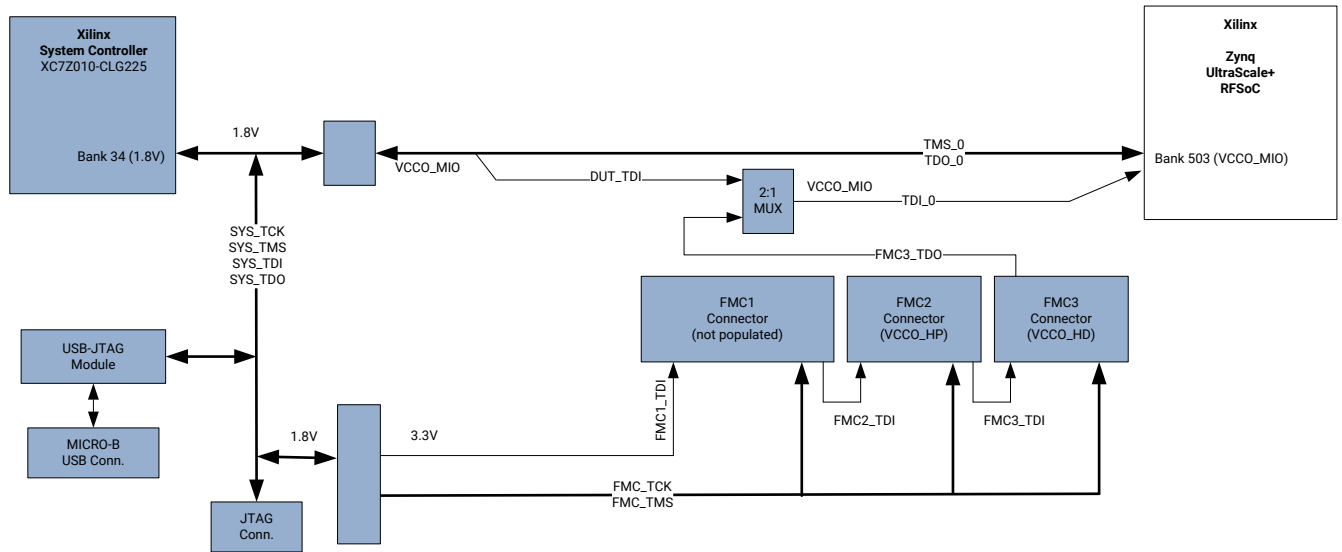 Xilinx
System Controller
XC7Z010-CLG225
Bank 34 (1.8V)
1.8V
VCCO_MIO
TMS_0
TDO_0
Xilinx
Zynq
UltraScale+
RFSoC
Bank 503 (VCCO_MIO)
DUT_TDI
2:1
MUX
VCCO_MIO
TDI_0
SYS_TCK
SYS_TMS
SYS_TDI
SYS_TDO
FMC3_TDO
FMC1
Connector
(not populated)
FMC2
Connector
(VCCO_HP)
FMC3
Connector
(VCCO_HD)
USB-JTAG
Module
MICRO-B
USB Conn.
FMC1_TDI
FMC2_TDI
FMC3_TDI
1.8V
3.3V
FMC_TCK
FMC_TMS
JTAG
Conn.